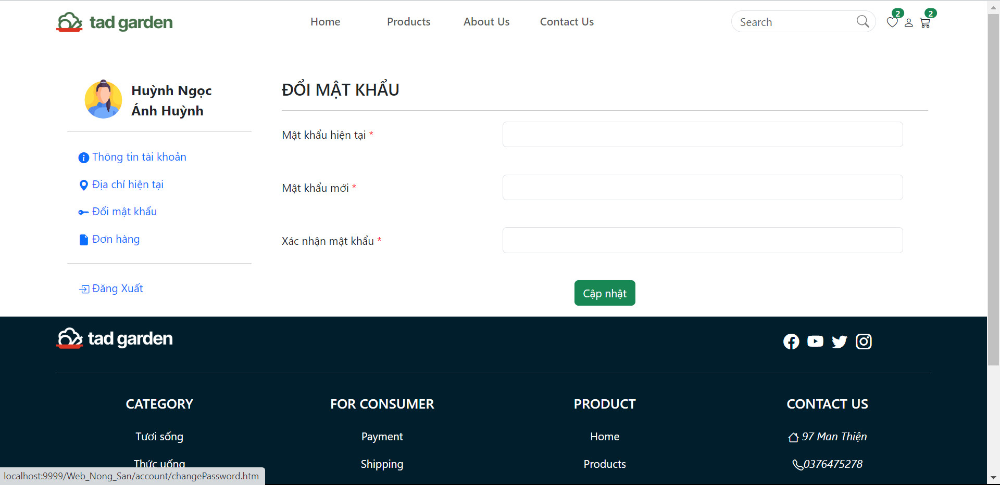 tad garden
Home
Products
About Us
Contact Us
Search
2
2
Huỳnh Ngọc
Ánh Huỳnh
Thông tin tài khoản
Địa chỉ hiện tại
Đổi mật khẩu
Đơn hàng
Đăng Xuất
ĐỔI MẬT KHẨU
Mật khẩu hiện tại *
Mật khẩu mới *
Xác nhận mật khẩu *
Cập nhật
tad garden
CATEGORY
Tươi sống
Thức uống
FOR CONSUMER
Payment
Shipping
PRODUCT
Home
Products
CONTACT US
97 Man Thiện
0376475278
localhost:9999/Web_Nong_San/account/changePassword.htm